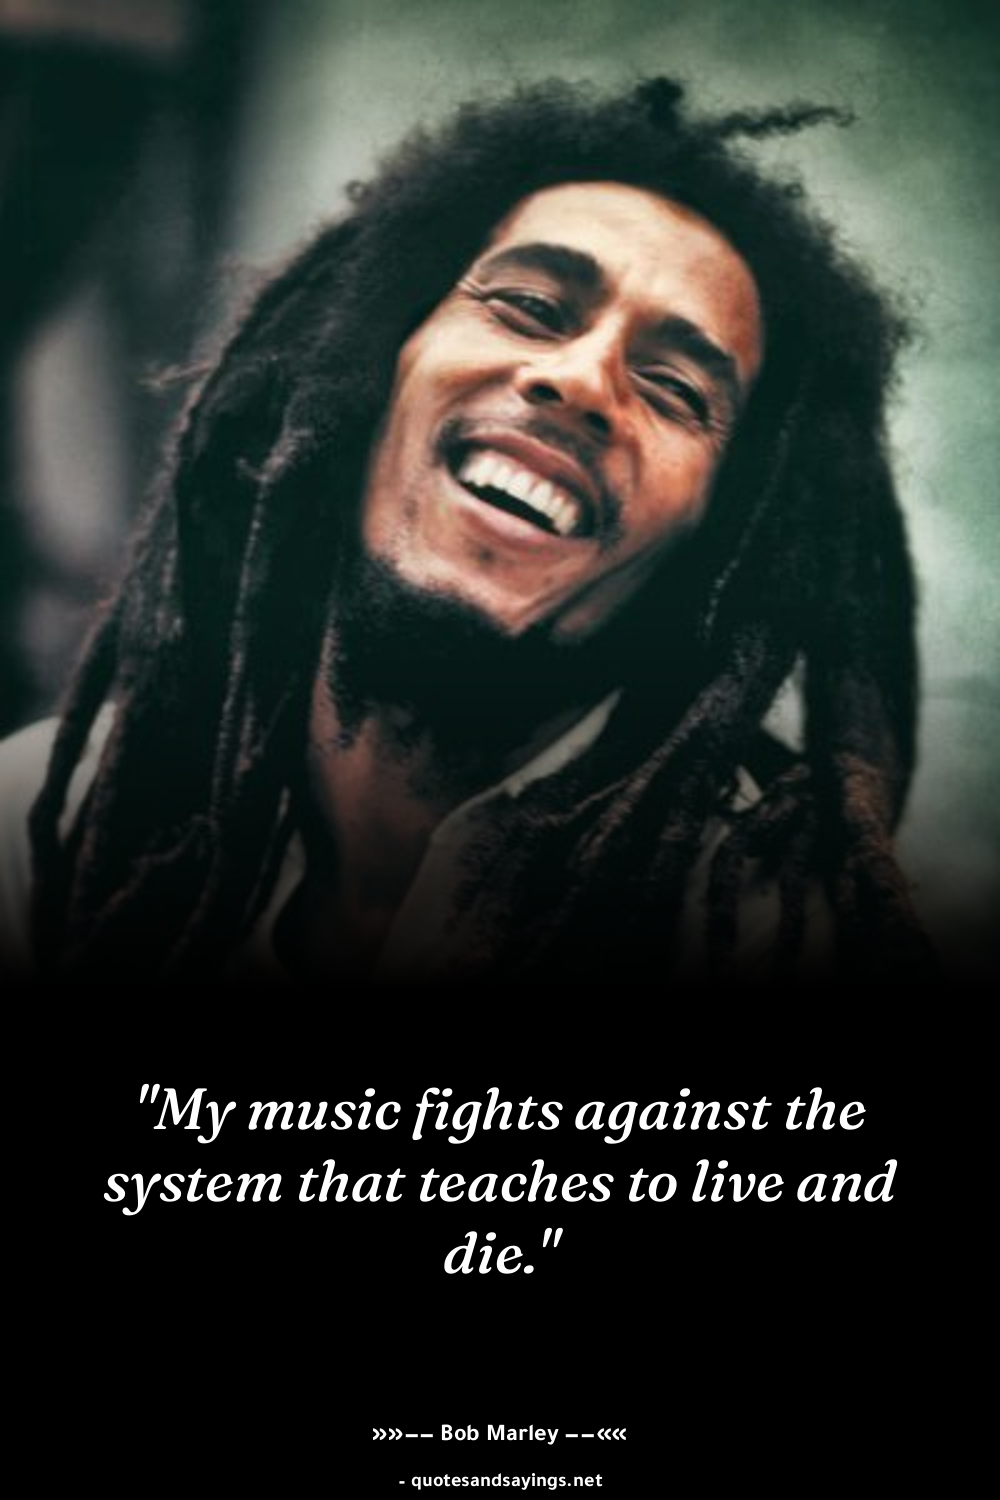 "My music fights against the
system that teaches to live and
die."
»»−− Bob Marley −−««
- quotesandsayings.net